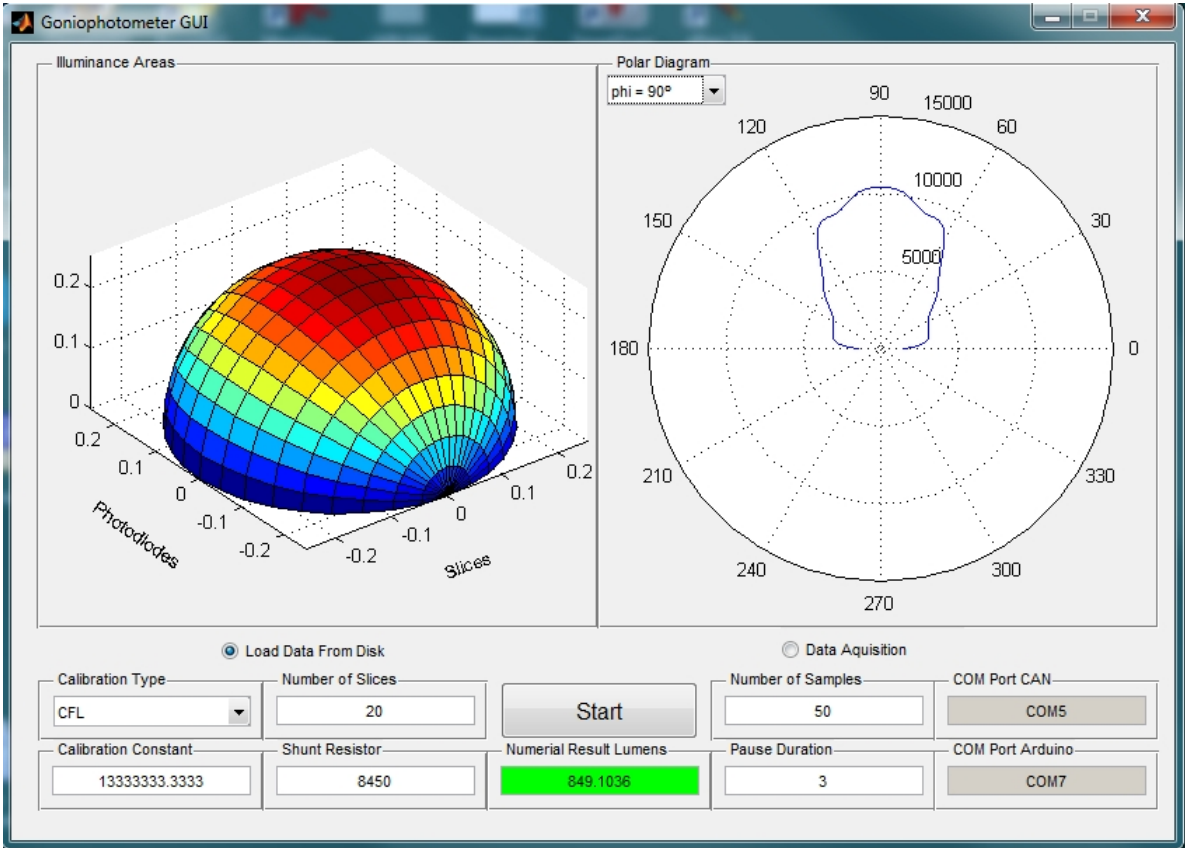 Goniophotometer GUI
Illuminance Areas
0.2
0.1
0
0.2
0.1
0
-0.1
-0.2
Photodiodes
-0.2
-0.1
0
0.1
0.2
Slices
Polar Diagram
phi = 90º
90
15000
120
60
10000
150
30
5000
180
0
210
330
240
300
270
Load Data From Disk
Data Aquisition
Calibration Type
CFL
Number of Slices
20
Start
Number of Samples
50
COM Port CAN
COM5
Calibration Constant
13333333.3333
Shunt Resistor
8450
Numerial Result Lumens
849.1036
Pause Duration
3
COM Port Arduino
COM7